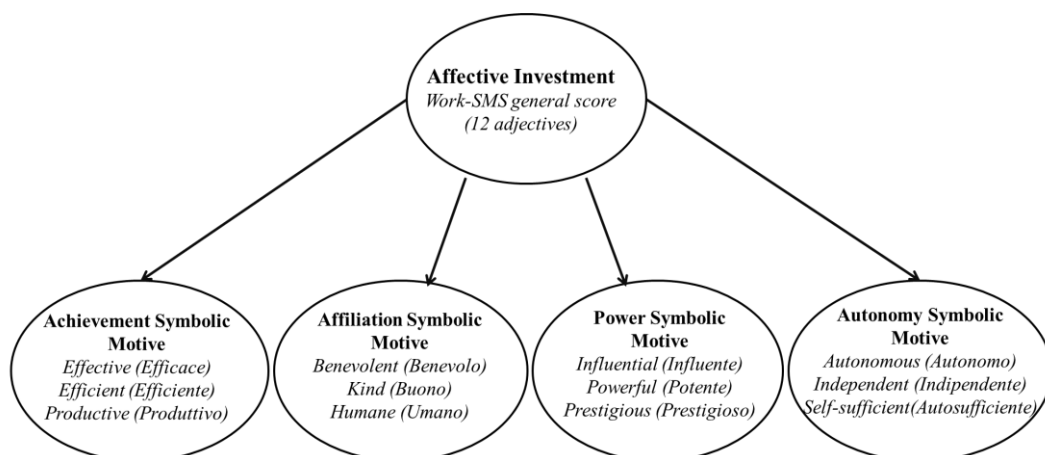 Affective Investment
Work-SMS general score
(12 adjectives)
Achievement Symbolic
Motive
Effective (Efficace)
Efficient (Efficiente)
Productive (Produttivo)
Affiliation Symbolic
Motive
Benevolent (Benevolo)
Kind (Buono)
Humane (Umano)
Power Symbolic
Motive
Influential (Influente)
Powerful (Potente)
Prestigious (Prestigioso)
Autonomy Symbolic
Motive
Autonomous (Autonomo)
Independent (Indipendente)
Self-sufficient(Autosufficiente)